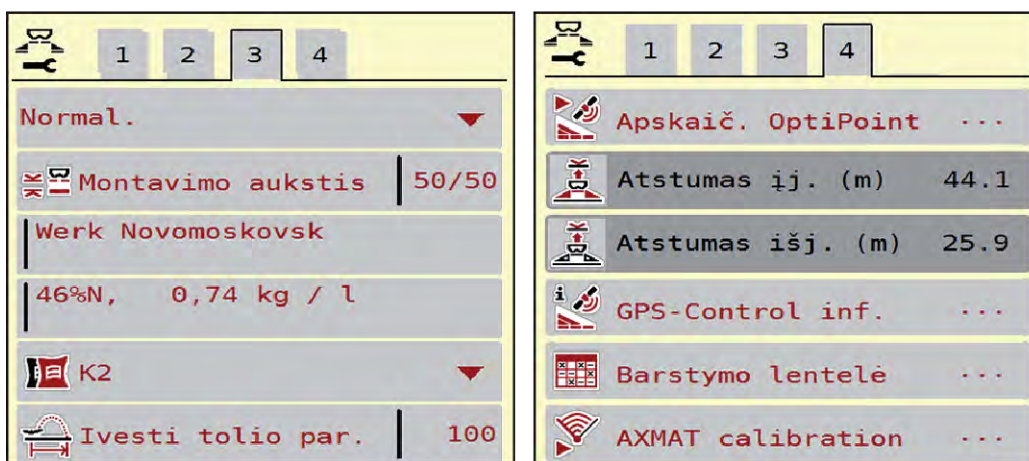 1 2 3 4
Normal.
Montavimo aukstis 50/50
Werk Novomoskovsk
46%N, 0,74 kg / l
K2
Ivesti tolio par. 100
1 2 3 4
Apskaič. OptiPoint ...
Atstumas įj. (m) 44.1
Atstumas išj. (m) 25.9
GPS-Control inf. ...
Barstymo lentelė ...
AXMAT calibration ...